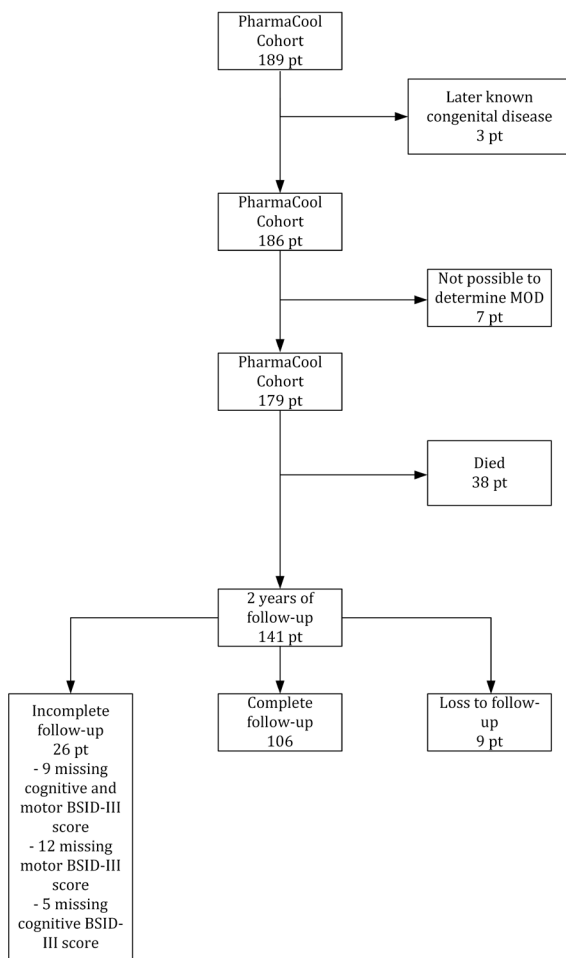 PharmaCool
Cohort
189 pt
Later known
congenital disease
3 pt
PharmaCool
Cohort
186 pt
Not possible to
determine MOD
7 pt
PharmaCool
Cohort
179 pt
Died
38 pt
2 years of
follow-up
141 pt
Incomplete
follow-up
26 pt
- 9 missing
cognitive and
motor BSID-III
score
- 12 missing
motor BSID-III
score
- 5 missing
cognitive BSID-
III score
Complete
follow-up
106
Loss to follow-
up
9 pt